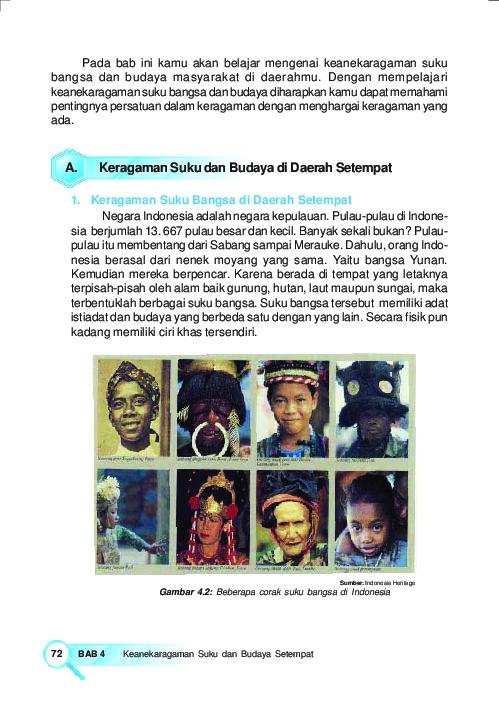 Pada bab ini kamu akan belajar mengenai keanekaragaman suku
bangsa dan budaya masyarakat di daerahmu. Dengan mempelajari
keanekaragaman suku bangsa dan budaya diharapkan kamu dapat memahami
pentingnya persatuan dalam keragaman dengan menghargai keragaman yang
ada.
A. Keragaman Suku dan Budaya di Daerah Setempat
1. Keragaman Suku Bangsa di Daerah Setempat
Negara Indonesia adalah negara kepulauan. Pulau-pulau di Indone-
sia berjumlah 13. 667 pulau besar dan kecil. Banyak sekali bukan? Pulau-
pulau itu membentang dari Sabang sampai Merauke. Dahulu, orang Indo-
nesia berasal dari nenek moyang yang sama. Yaitu bangsa Yunan.
Kemudian mereka berpencar. Karena berada di tempat yang letaknya
terpisah-pisah oleh alam baik gunung, hutan, laut maupun sungai, maka
terbentuklah berbagai suku bangsa. Suku bangsa tersebut memiliki adat
istiadat dan budaya yang berbeda satu dengan yang lain. Secara fisik pun
kadang memiliki ciri khas tersendiri.
Sumber: Indonesia Heritage
Gambar 4.2: Beberapa corak suku bangsa di Indonesia
72 BAB 4 Keanekaragaman Suku dan Budaya Setempat